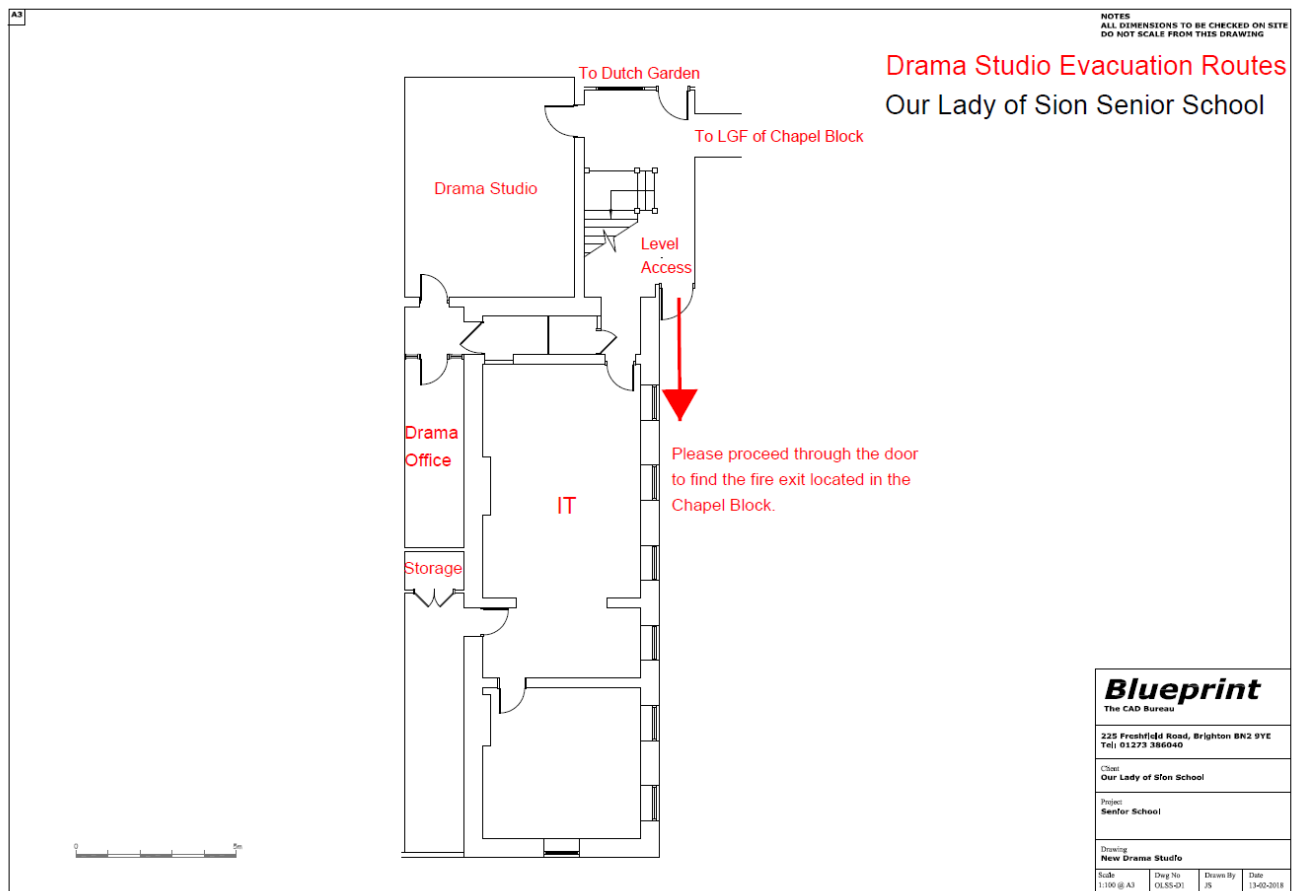 A3
NOTES
ALL DIMENSIONS TO BE CHECKED ON SITE
DO NOT SCALE FROM THIS DRAWING
Drama Studio Evacuation Routes
Our Lady of Sion Senior School
To Dutch Garden
To LGF of Chapel Block
Drama Studio
Level
Access
Drama
Office
Please proceed through the door
to find the fire exit located in the
Chapel Block.
IT
Storage
0 5m
Blueprint
The CAD Bureau
225 Freshfield Road, Brighton BN2 9YE
Tel: 01273 386040
Client
Our Lady of Sion School
Project
Senior School
Drawing
New Drama Studio
Scale Dwg No Drawn By Date
1:100 @ A3 OLSS-D1 JS 13-02-2018